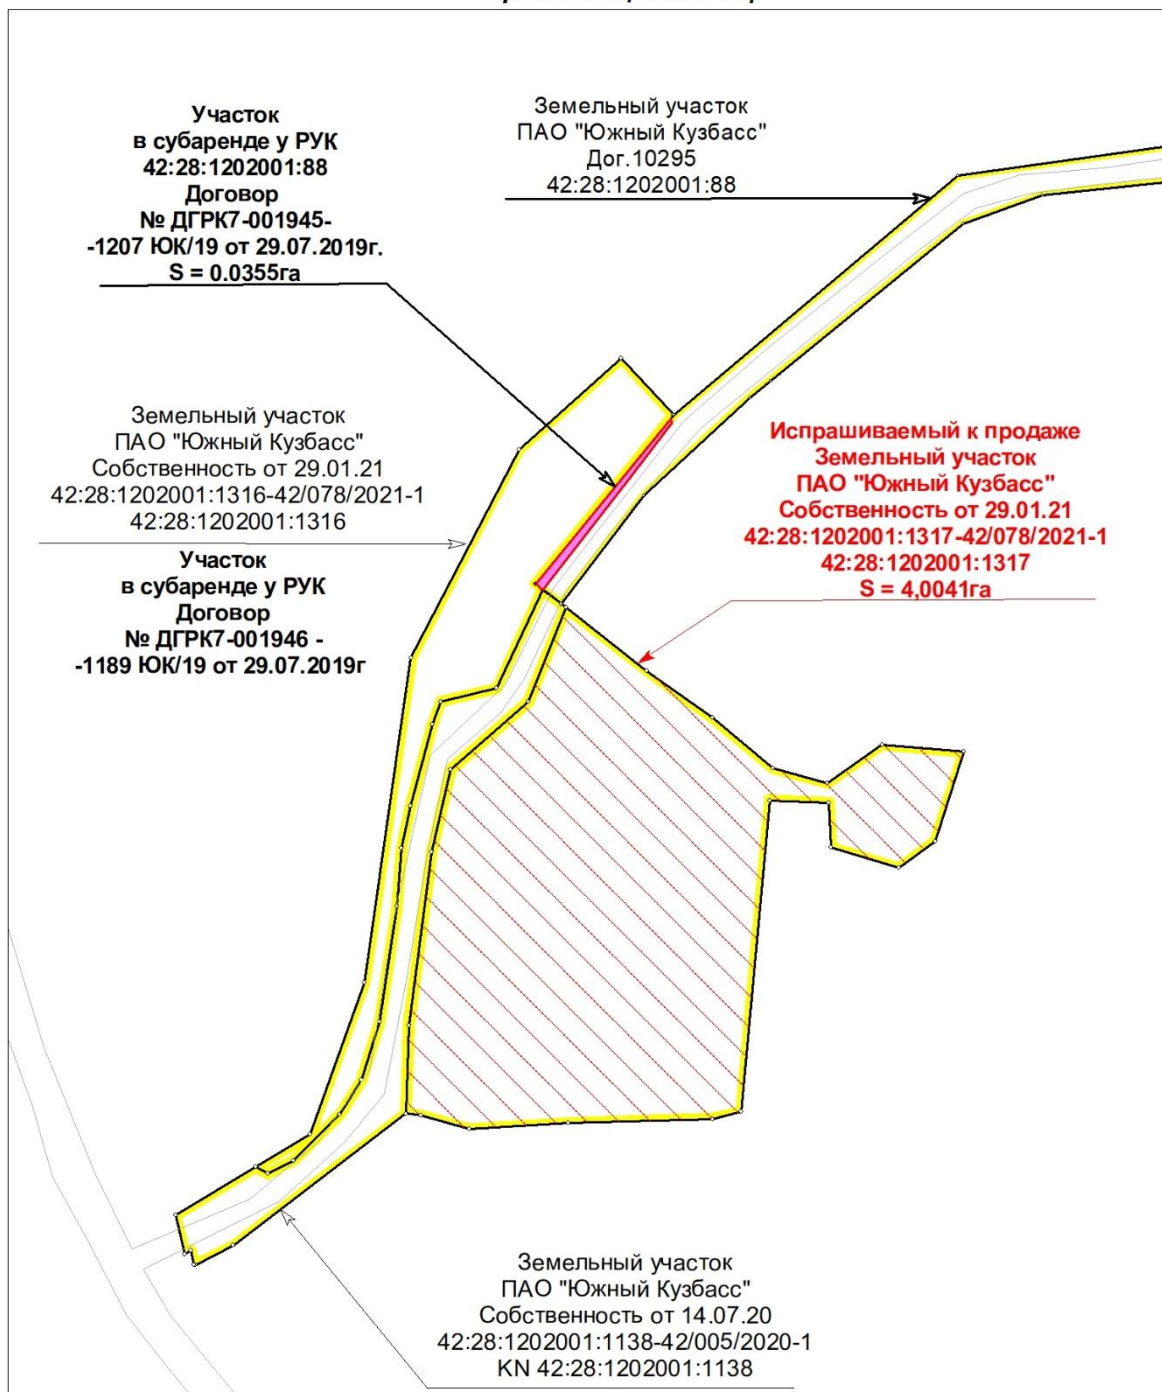 Участок
в субаренде у РУК
42:28:1202001:88
Договор
№ ДГРК7-001945-
-1207 ЮК/19 от 29.07.2019г.
S = 0.0355га
Земельный участок
ПАО "Южный Кузбасс"
Дог.10295
42:28:1202001:88
Земельный участок
ПАО "Южный Кузбасс"
Собственность от 29.01.21
42:28:1202001:1316-42/078/2021-1
42:28:1202001:1316
Участок
в субаренде у РУК
Договор
№ ДГРК7-001946 -
-1189 ЮК/19 от 29.07.2019г
Испрашиваемый к продаже
Земельный участок
ПАО "Южный Кузбасс"
Собственность от 29.01.21
42:28:1202001:1317-42/078/2021-1
42:28:1202001:1317
S = 4,0041га
Земельный участок
ПАО "Южный Кузбасс"
Собственность от 14.07.20
42:28:1202001:1138-42/005/2020-1
KN 42:28:1202001:1138